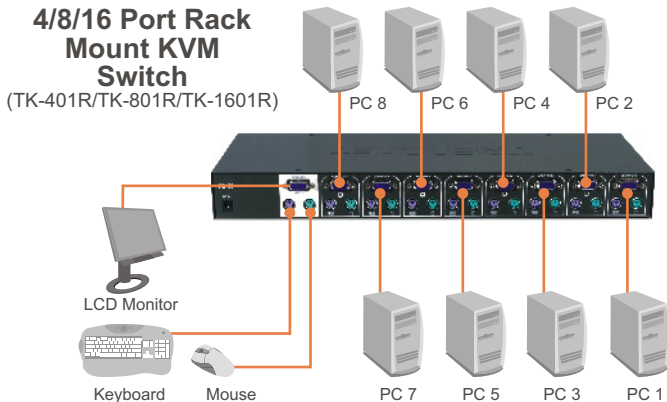 4/8/16 Port Rack
Mount KVM
Switch
(TK-401R/TK-801R/TK-1601R)
PC 8
PC 6
PC 4
PC 2
LCD Monitor
Keyboard
Mouse
PC 7
PC 5
PC 3
PC 1